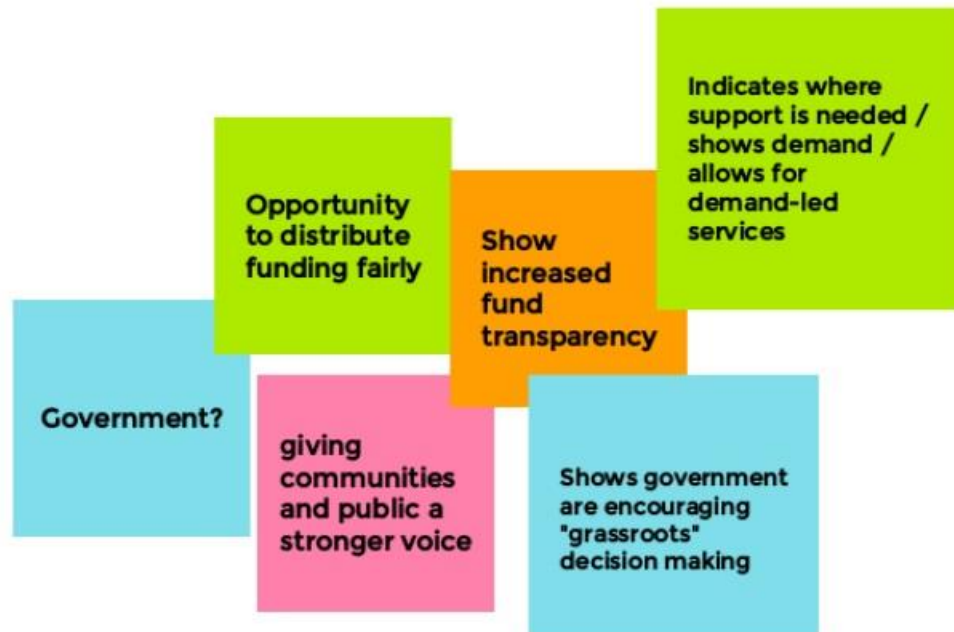 Indicates where
support is needed /
shows demand /
allows for
demand-led
services
Opportunity
to distribute
funding fairly
Show
increased
fund
transparency
Government?
giving
communities
and public a
stronger voice
Shows government
are encouraging
"grassroots"
decision making